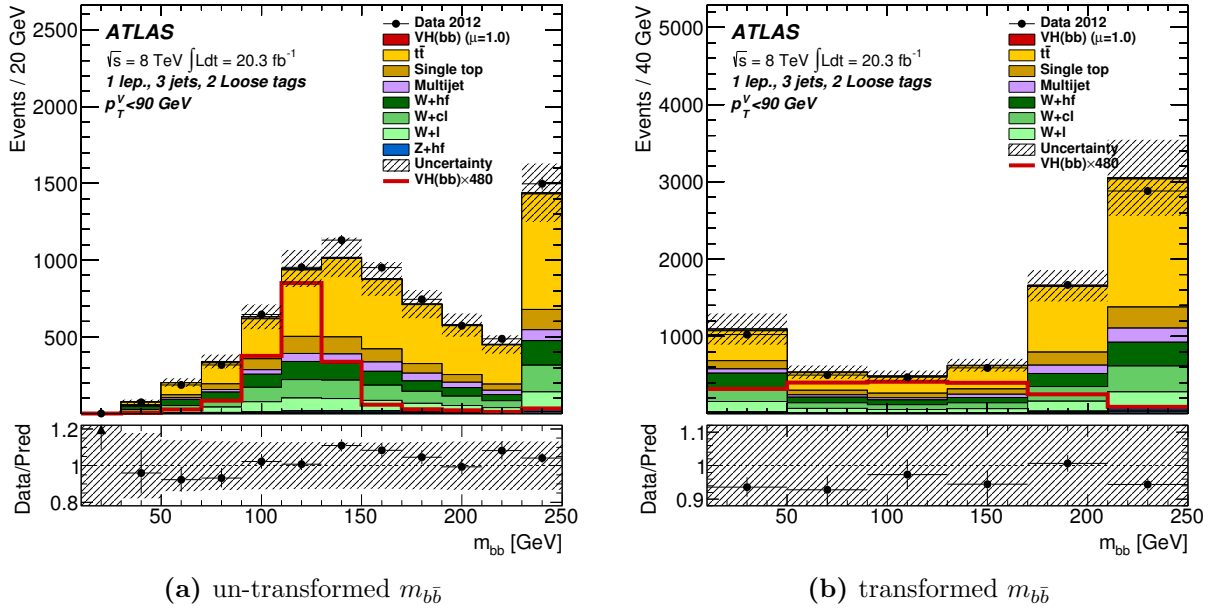 Events / 20 GeV
2500
2000
1500
1000
500
ATLAS
√s = 8 TeV ∫Ldt = 20.3 fb⁻¹
1 lep., 3 jets, 2 Loose tags
p_T^V<90 GeV
Data 2012
VH(bb) (μ=1.0)
tt̄
Single top
Multijet
W+hf
W+cl
W+l
Z+hf
Uncertainty
VH(bb)×480
Data/Pred
1.2
1
0.8
50 100 150 200 250
m_bb [GeV]
(a) un-transformed m_bb̄
Events / 40 GeV
5000
4000
3000
2000
1000
ATLAS
√s = 8 TeV ∫Ldt = 20.3 fb⁻¹
1 lep., 3 jets, 2 Loose tags
p_T^V<90 GeV
Data 2012
VH(bb) (μ=1.0)
tt̄
Single top
Multijet
W+hf
W+cl
W+l
Uncertainty
VH(bb)×480
Data/Pred
1.1
1
0.9
50 100 150 200 250
m_bb [GeV]
(b) transformed m_bb̄